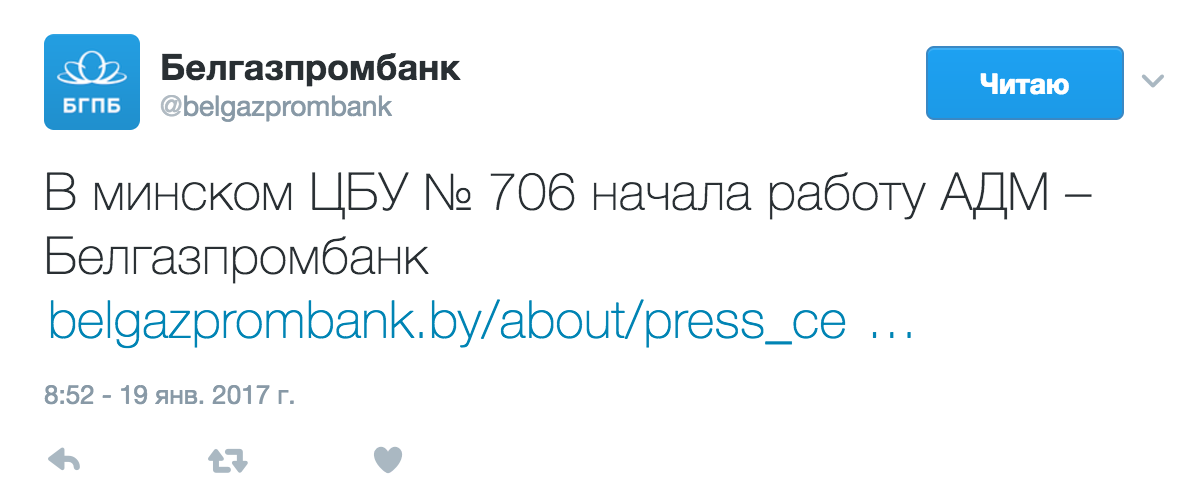 БГПБ
Белгазпромбанк
@belgazprombank
Читаю
В минском ЦБУ № 706 начала работу АДМ –
Белгазпромбанк
belgazprombank.by/about/press_ce …
8:52 - 19 янв. 2017 г.